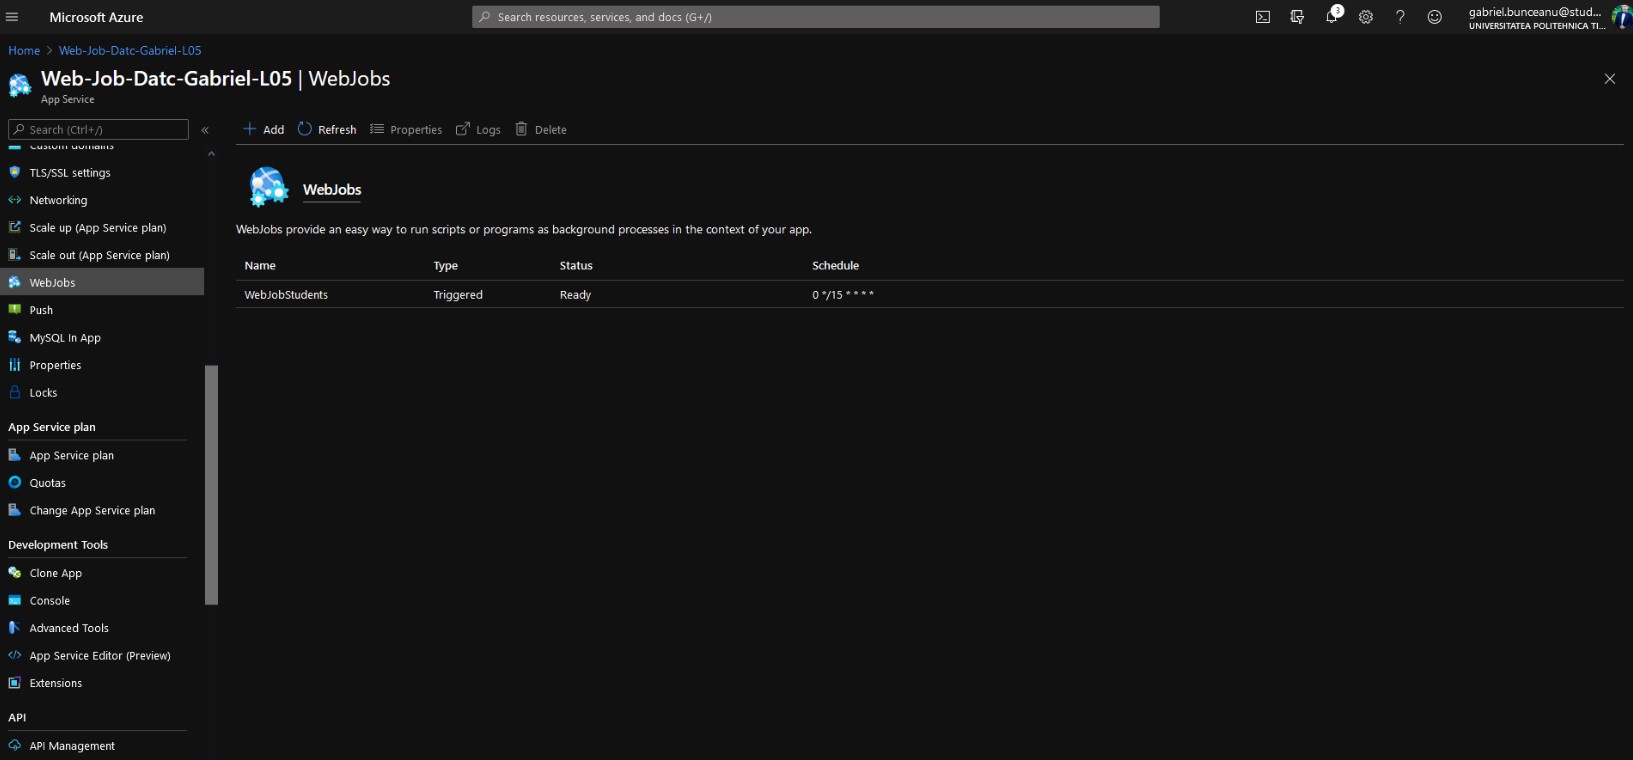 Microsoft Azure
Search resources, services, and docs (G+/)
3
gabriel.bunceanu@stud...
UNIVERSITATEA POLITEHNICA TI...
Home > Web-Job-Datc-Gabriel-L05
Web-Job-Datc-Gabriel-L05 | WebJobs
App Service
Search (Ctrl+/)
Add Refresh Properties Logs Delete
Custom domains
TLS/SSL settings
Networking
Scale up (App Service plan)
Scale out (App Service plan)
WebJobs
Push
MySQL In App
Properties
Locks
App Service plan
App Service plan
Quotas
Change App Service plan
Development Tools
Clone App
Console
Advanced Tools
App Service Editor (Preview)
Extensions
API
API Management
WebJobs
WebJobs provide an easy way to run scripts or programs as background processes in the context of your app.
Name Type Status Schedule
WebJobStudents Triggered Ready 0 */15 * * * *